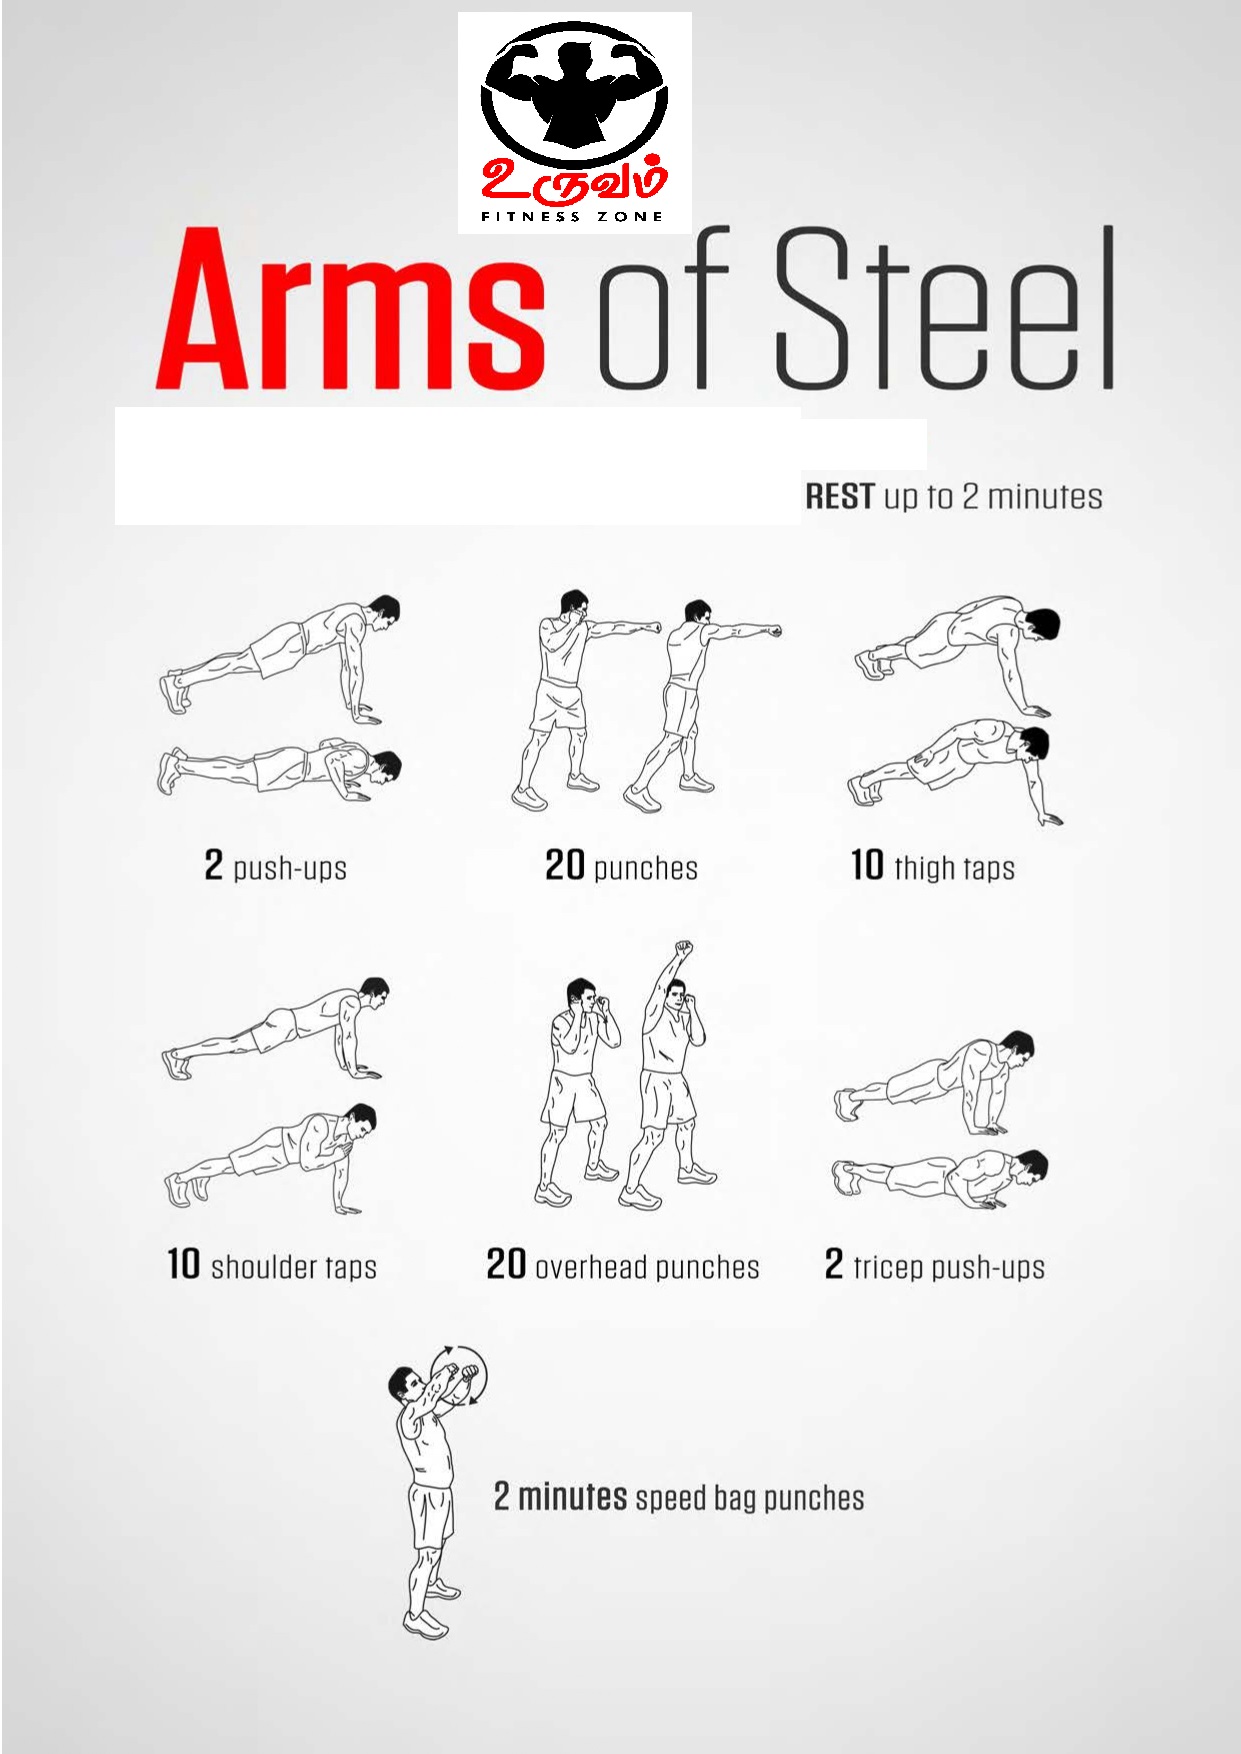 உருவம்
FITNESS ZONE
Arms of Steel
REST up to 2 minutes
2 push-ups
20 punches
10 thigh taps
10 shoulder taps
20 overhead punches
2 tricep push-ups
2 minutes speed bag punches